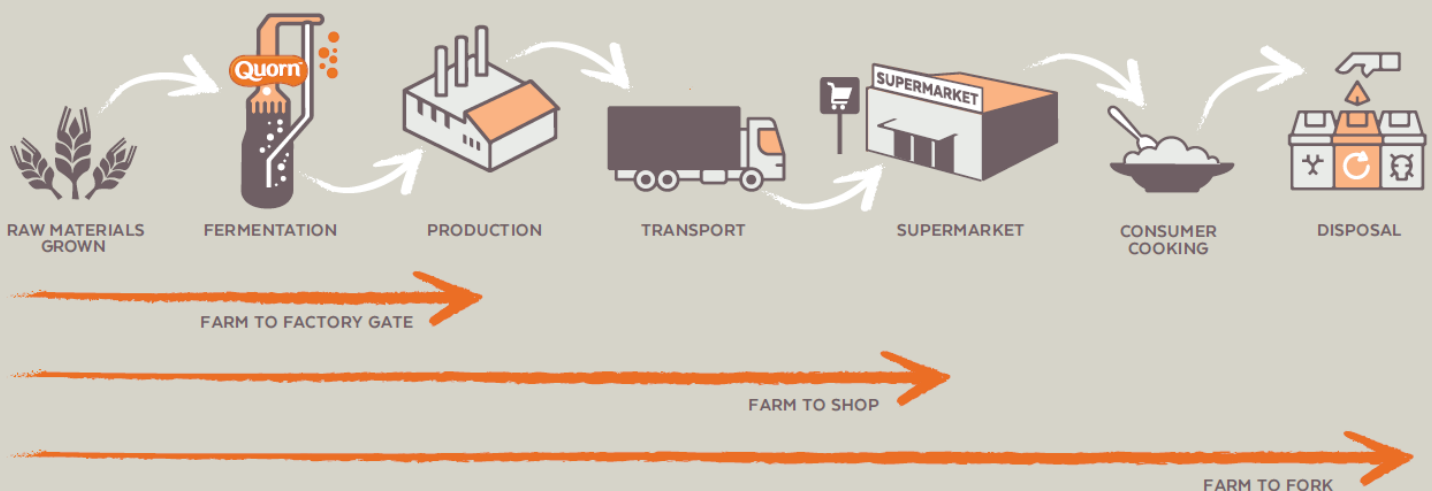 Quorn™
SUPERMARKET
RAW MATERIALS
GROWN
FERMENTATION
PRODUCTION
TRANSPORT
SUPERMARKET
CONSUMER
COOKING
DISPOSAL
FARM TO FACTORY GATE
FARM TO SHOP
FARM TO FORK